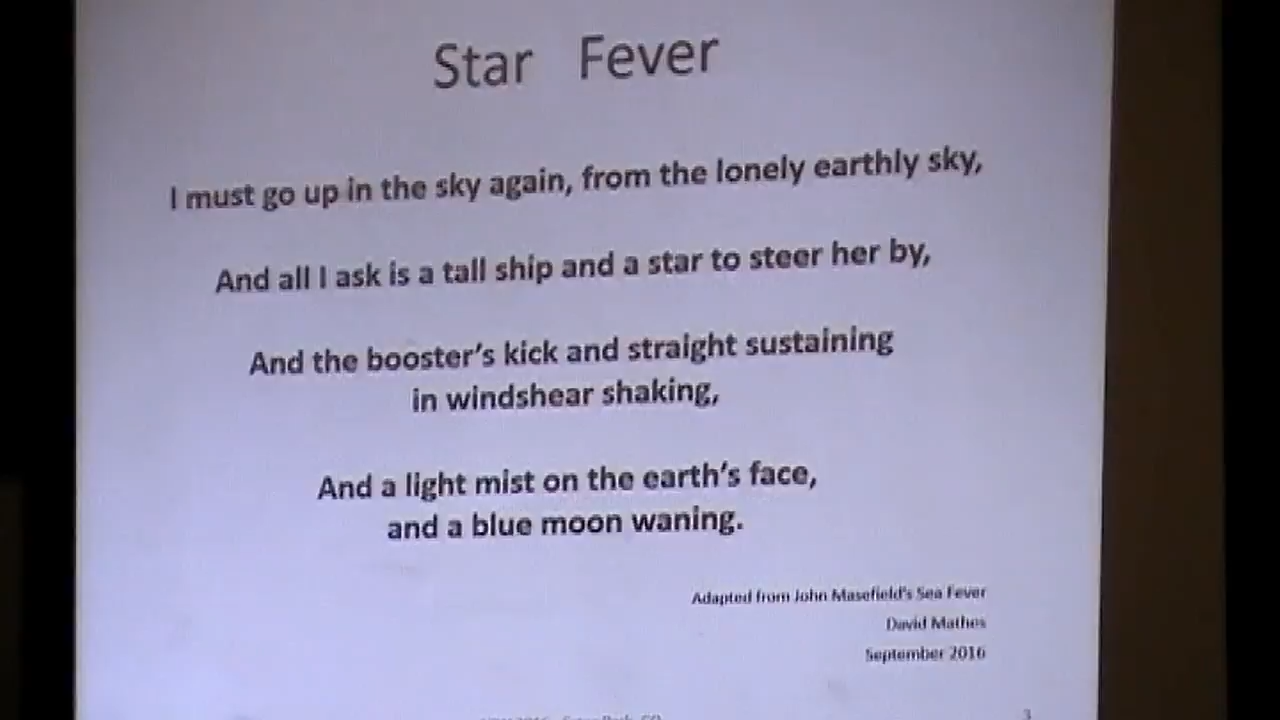 Star Fever
I must go up in the sky again, from the lonely earthly sky,
And all I ask is a tall ship and a star to steer her by,
And the booster's kick and straight sustaining
in windshear shaking,
And a light mist on the earth's face,
and a blue moon waning.
Adapted from John Masefield's Sea Fever
David Mathes
September 2016
3